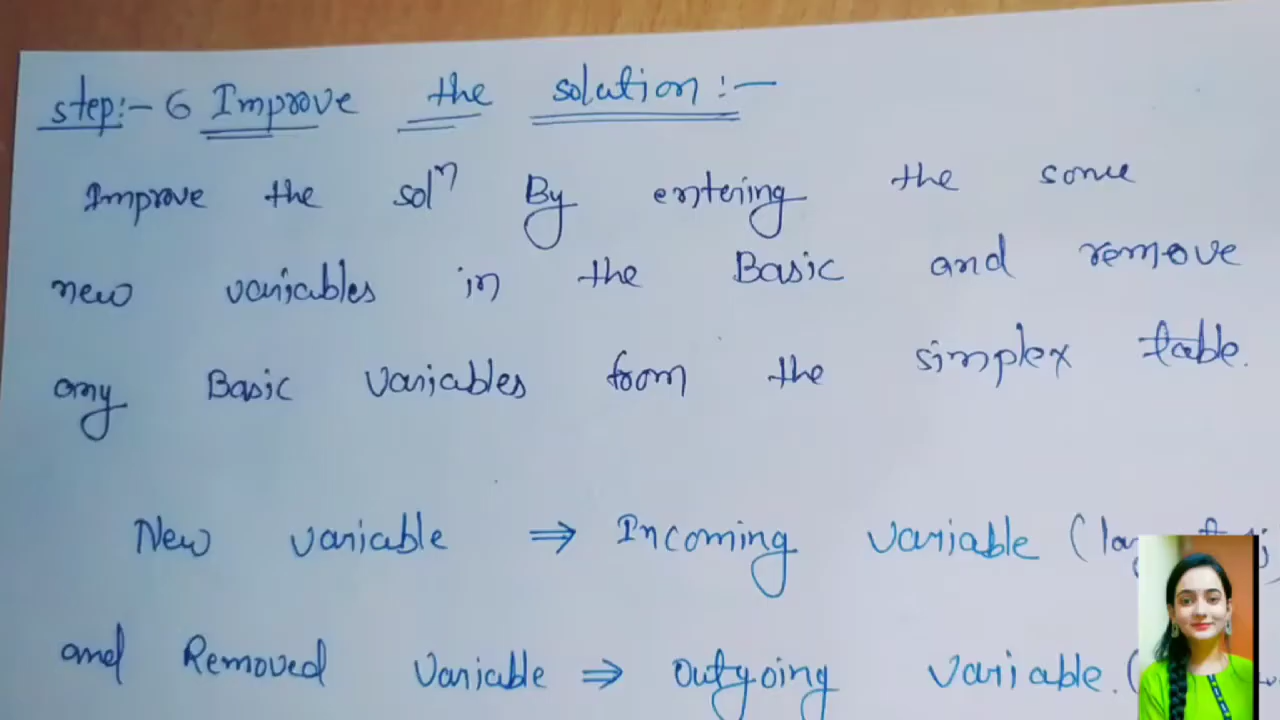 step:- 6 Improve the solution :-
Improve the solⁿ By entering the some
new variables in the Basic and remove
any Basic variables from the simplex table.
New variable ⇒ Incoming variable (
and Removed variable ⇒ Outgoing variable. (